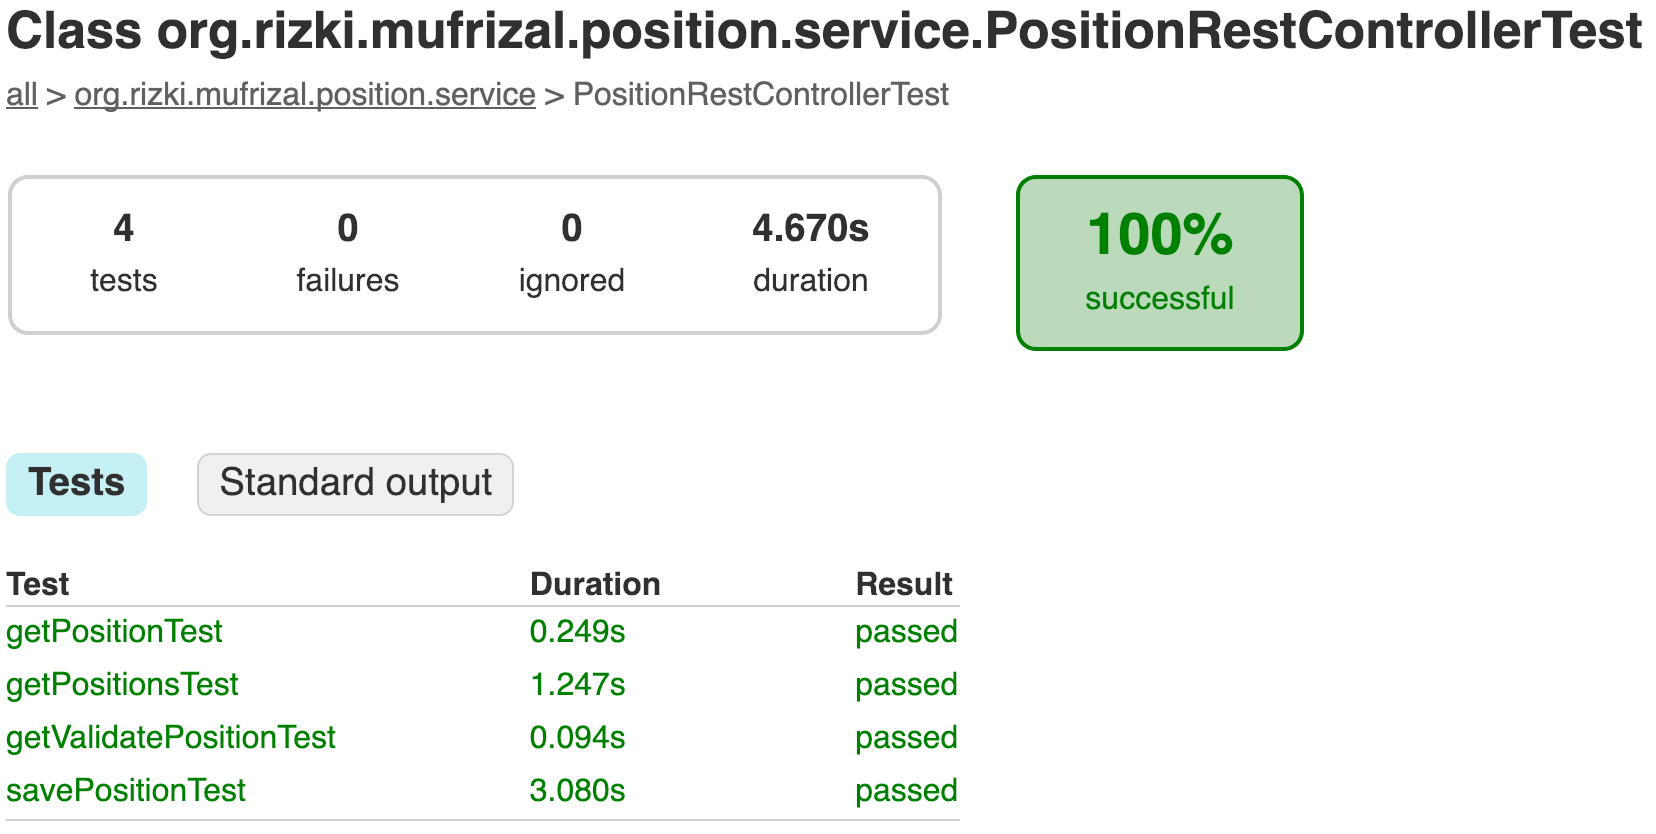 Class org.rizki.mufrizal.position.service.PositionRestControllerTest
all > org.rizki.mufrizal.position.service > PositionRestControllerTest
4 0 0 4.670s
tests failures ignored duration
100%
successful
Tests Standard output
Test Duration Result
getPositionTest 0.249s passed
getPositionsTest 1.247s passed
getValidatePositionTest 0.094s passed
savePositionTest 3.080s passed